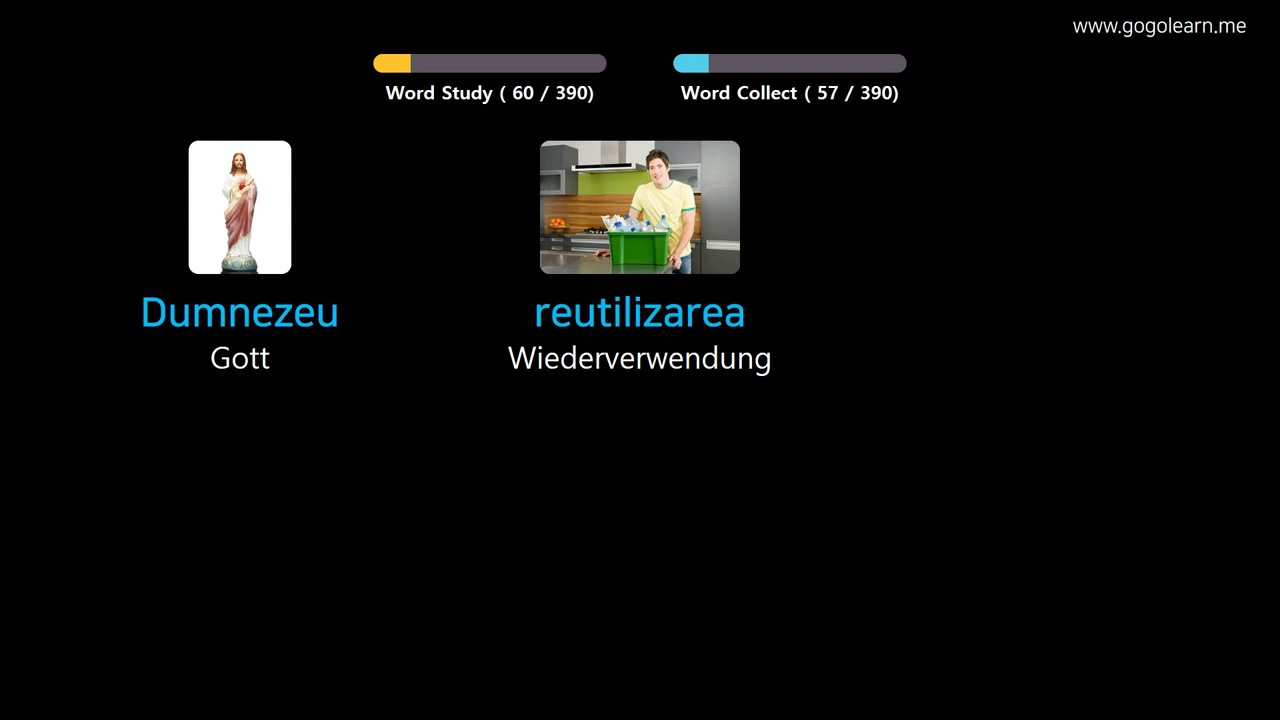 www.gogolearn.me
Word Study ( 60 / 390)
Word Collect ( 57 / 390)
Dumnezeu
Gott
reutilizarea
Wiederverwendung